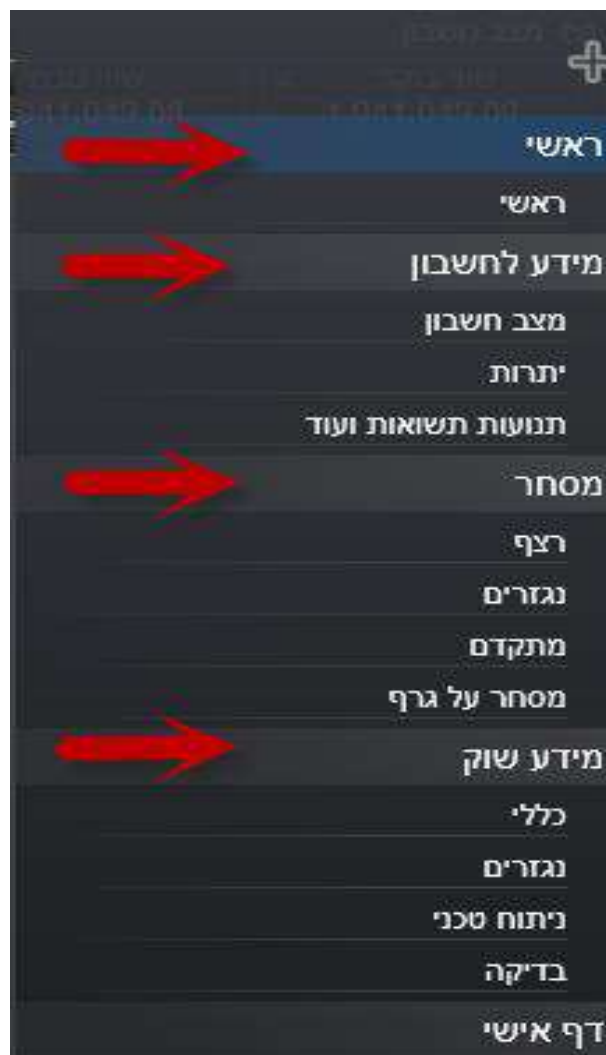 ראשי
ראשי
מידע לחשבון
מצב חשבון
יתרות
תנועות תשואות ועוד
מסחר
רצף
נגזרים
מתקדם
מסחר על גרף
מידע שוק
כללי
נגזרים
ניתוח טכני
בדיקה
דף אישי